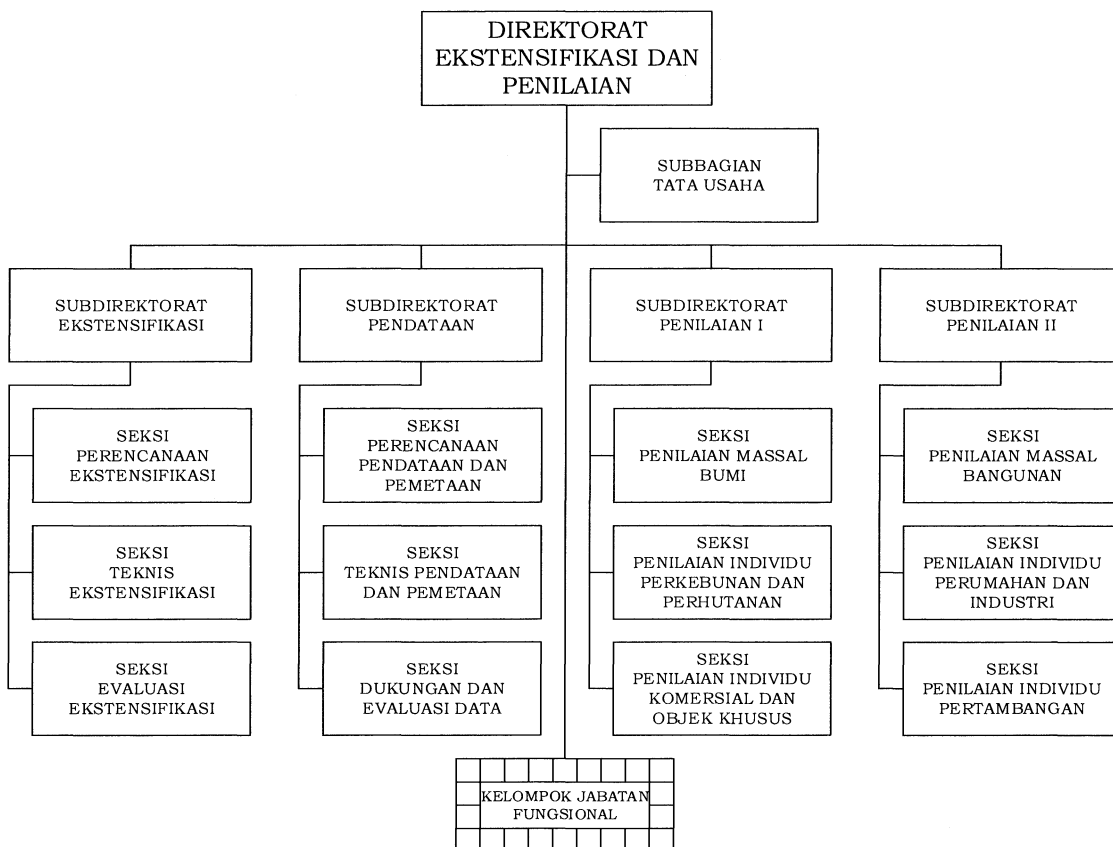 DIREKTORAT
EKSTENSIFIKASI DAN
PENILAIAN
SUBBAGIAN
TATA USAHA
SUBDIREKTORAT
EKSTENSIFIKASI
SUBDIREKTORAT
PENDATAAN
SUBDIREKTORAT
PENILAIAN I
SUBDIREKTORAT
PENILAIAN II
SEKSI
PERENCANAAN
EKSTENSIFIKASI
SEKSI
PERENCANAAN
PENDATAAN DAN
PEMETAAN
SEKSI
PENILAIAN MASSAL
BUMI
SEKSI
PENILAIAN MASSAL
BANGUNAN
SEKSI
TEKNIS
EKSTENSIFIKASI
SEKSI
TEKNIS PENDATAAN
DAN PEMETAAN
SEKSI
PENILAIAN INDIVIDU
PERKEBUNAN DAN
PERHUTANAN
SEKSI
PENILAIAN INDIVIDU
PERUMAHAN DAN
INDUSTRI
SEKSI
EVALUASI
EKSTENSIFIKASI
SEKSI
DUKUNGAN DAN
EVALUASI DATA
SEKSI
PENILAIAN INDIVIDU
KOMERSIAL DAN
OBJEK KHUSUS
SEKSI
PENILAIAN INDIVIDU
PERTAMBANGAN
KELOMPOK JABATAN
FUNGSIONAL